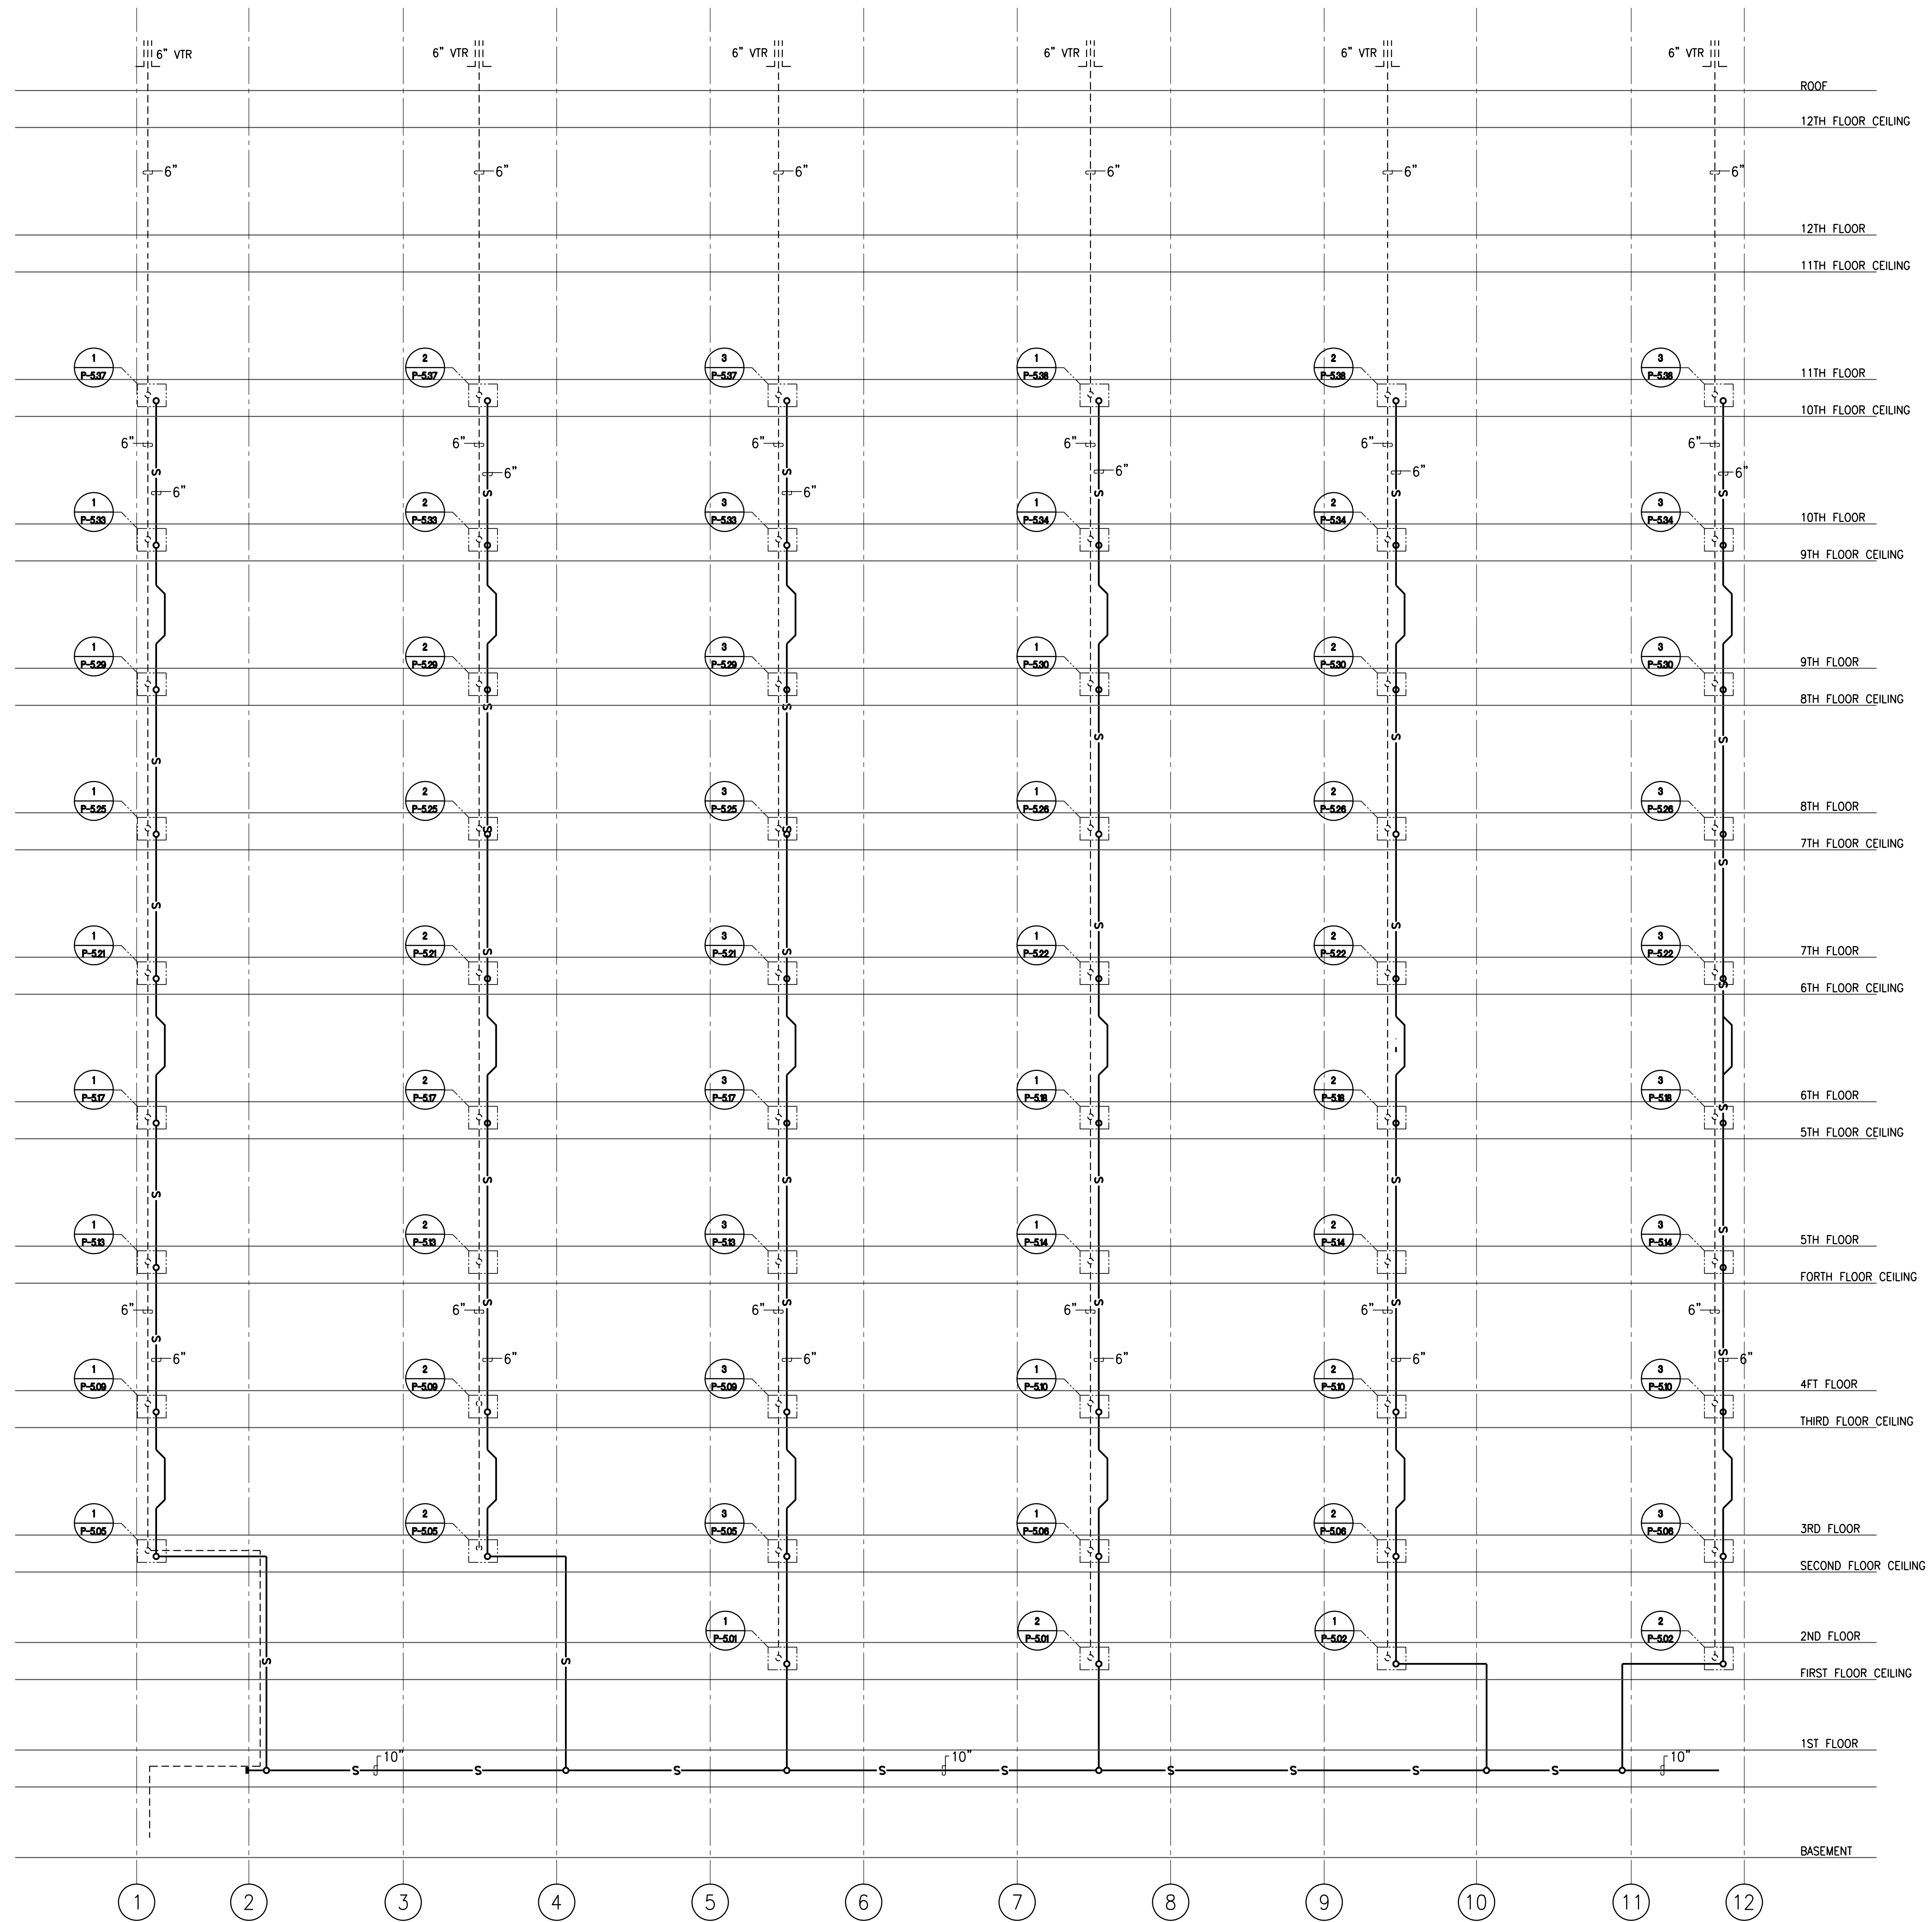 6" VTR 6" VTR 6" VTR 6" VTR 6" VTR 6" VTR
ROOF
12TH FLOOR CEILING
6" 6" 6" 6" 6" 6"
12TH FLOOR
11TH FLOOR CEILING
1 2 3 1 2 3
P-5.37 P-5.37 P-5.37 P-5.38 P-5.38 P-5.38
11TH FLOOR
10TH FLOOR CEILING
6" 6" 6" 6" 6" 6"
S S
6" 6" 6" 6"
6" 6"
S S S S
1 2 3 1 2 3
P-5.33 P-5.33 P-5.33 P-5.34 P-5.34 P-5.34
10TH FLOOR
9TH FLOOR CEILING
1 2 3 1 2 3
P-5.29 P-5.29 P-5.29 P-5.30 P-5.30 P-5.30
9TH FLOOR
8TH FLOOR CEILING
S S
S S S
S
1 2 3 1 2 3
P-5.25 P-5.25 P-5.25 P-5.26 P-5.26 P-5.26
8TH FLOOR
S S
7TH FLOOR CEILING
S
S
S S
1 2 3 1 2 3
P-5.21 P-5.21 P-5.21 P-5.22 P-5.22 P-5.22
S S
7TH FLOOR
6TH FLOOR CEILING
S
1 2 3 1 2 3
P-5.17 P-5.17 P-5.17 P-5.18 P-5.18 P-5.18
6TH FLOOR
S
5TH FLOOR CEILING
S S S S S
1 2 3 1 2 3
P-5.13 P-5.13 P-5.13 P-5.14 P-5.14 P-5.14
S
5TH FLOOR
FORTH FLOOR CEILING
6" 6" S 6" S 6" S 6" S 6"
S S
6" 6" 6" 6" 6" 6"
1 2 3 1 2 3
P-5.09 P-5.09 P-5.09 P-5.10 P-5.10 P-5.10
4FT FLOOR
THIRD FLOOR CEILING
1 2 3 1 2 3
P-5.05 P-5.05 P-5.05 P-5.06 P-5.06 P-5.06
3RD FLOOR
SECOND FLOOR CEILING
1 2 1 2
P-5.01 P-5.01 P-5.02 P-5.02
2ND FLOOR
S S
FIRST FLOOR CEILING
1ST FLOOR
10" 10" 10"
S S S S S S S S S
BASEMENT
1 2 3 4 5 6 7 8 9 10 11 12